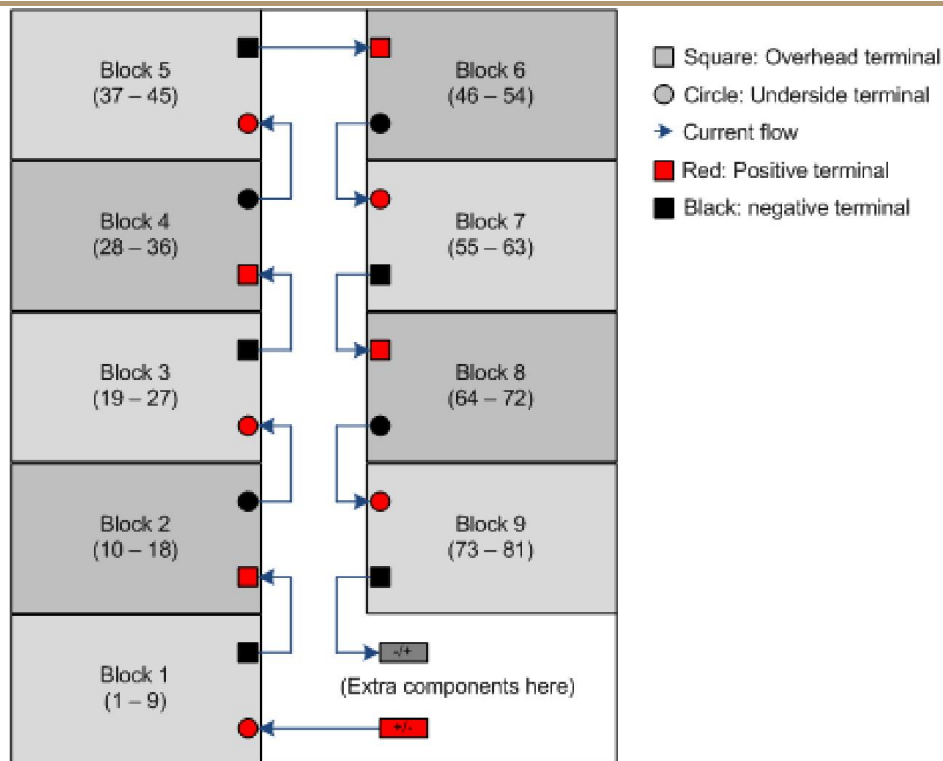 Block 5
(37 – 45)
Block 6
(46 – 54)
Block 4
(28 – 36)
Block 7
(55 – 63)
Block 3
(19 – 27)
Block 8
(64 – 72)
Block 2
(10 – 18)
Block 9
(73 – 81)
Block 1
(1 – 9)
-/+
(Extra components here)
+/-
Square: Overhead terminal
Circle: Underside terminal
Current flow
Red: Positive terminal
Black: negative terminal